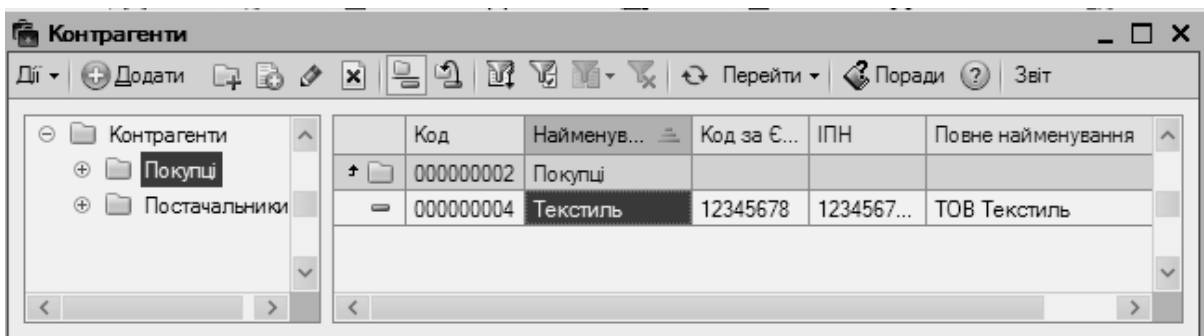 Контрагенти
Дії Додати Перейти Поради ? Звіт
Контрагенти
Покупці
Постачальники
Код Найменув... Код за Є... ІПН Повне найменування
000000002 Покупці
000000004 Текстиль 12345678 1234567... ТОВ Текстиль